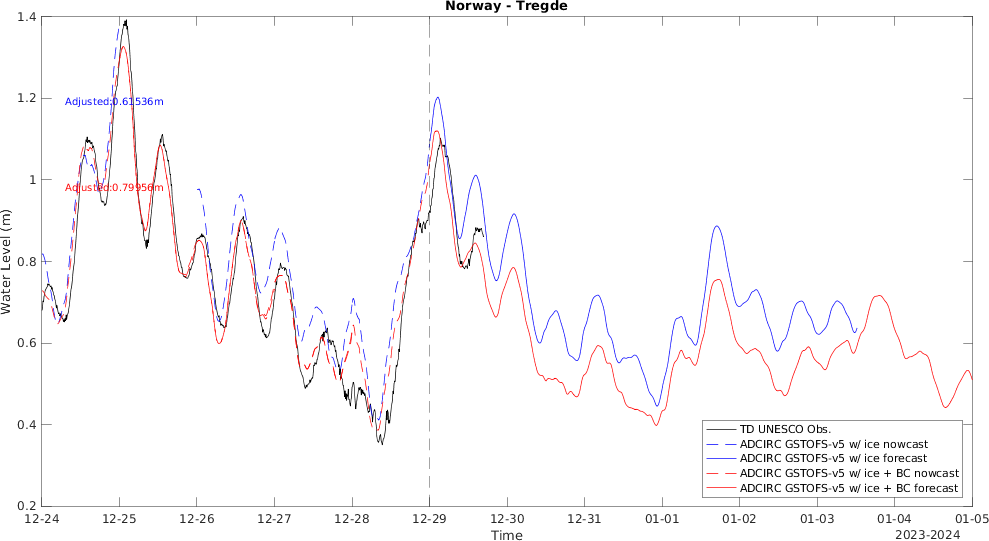 Norway - Tregde
1.4
1.2
1
0.8
0.6
0.4
0.2
Water Level (m)
Adjusted:0.61536m
Adjusted:0.79956m
TD UNESCO Obs.
ADCIRC GSTOFS-v5 w/ ice nowcast
ADCIRC GSTOFS-v5 w/ ice forecast
ADCIRC GSTOFS-v5 w/ ice + BC nowcast
ADCIRC GSTOFS-v5 w/ ice + BC forecast
12-24 12-25 12-26 12-27 12-28 12-29 12-30 12-31 01-01 01-02 01-03 01-04 01-05
Time
2023-2024